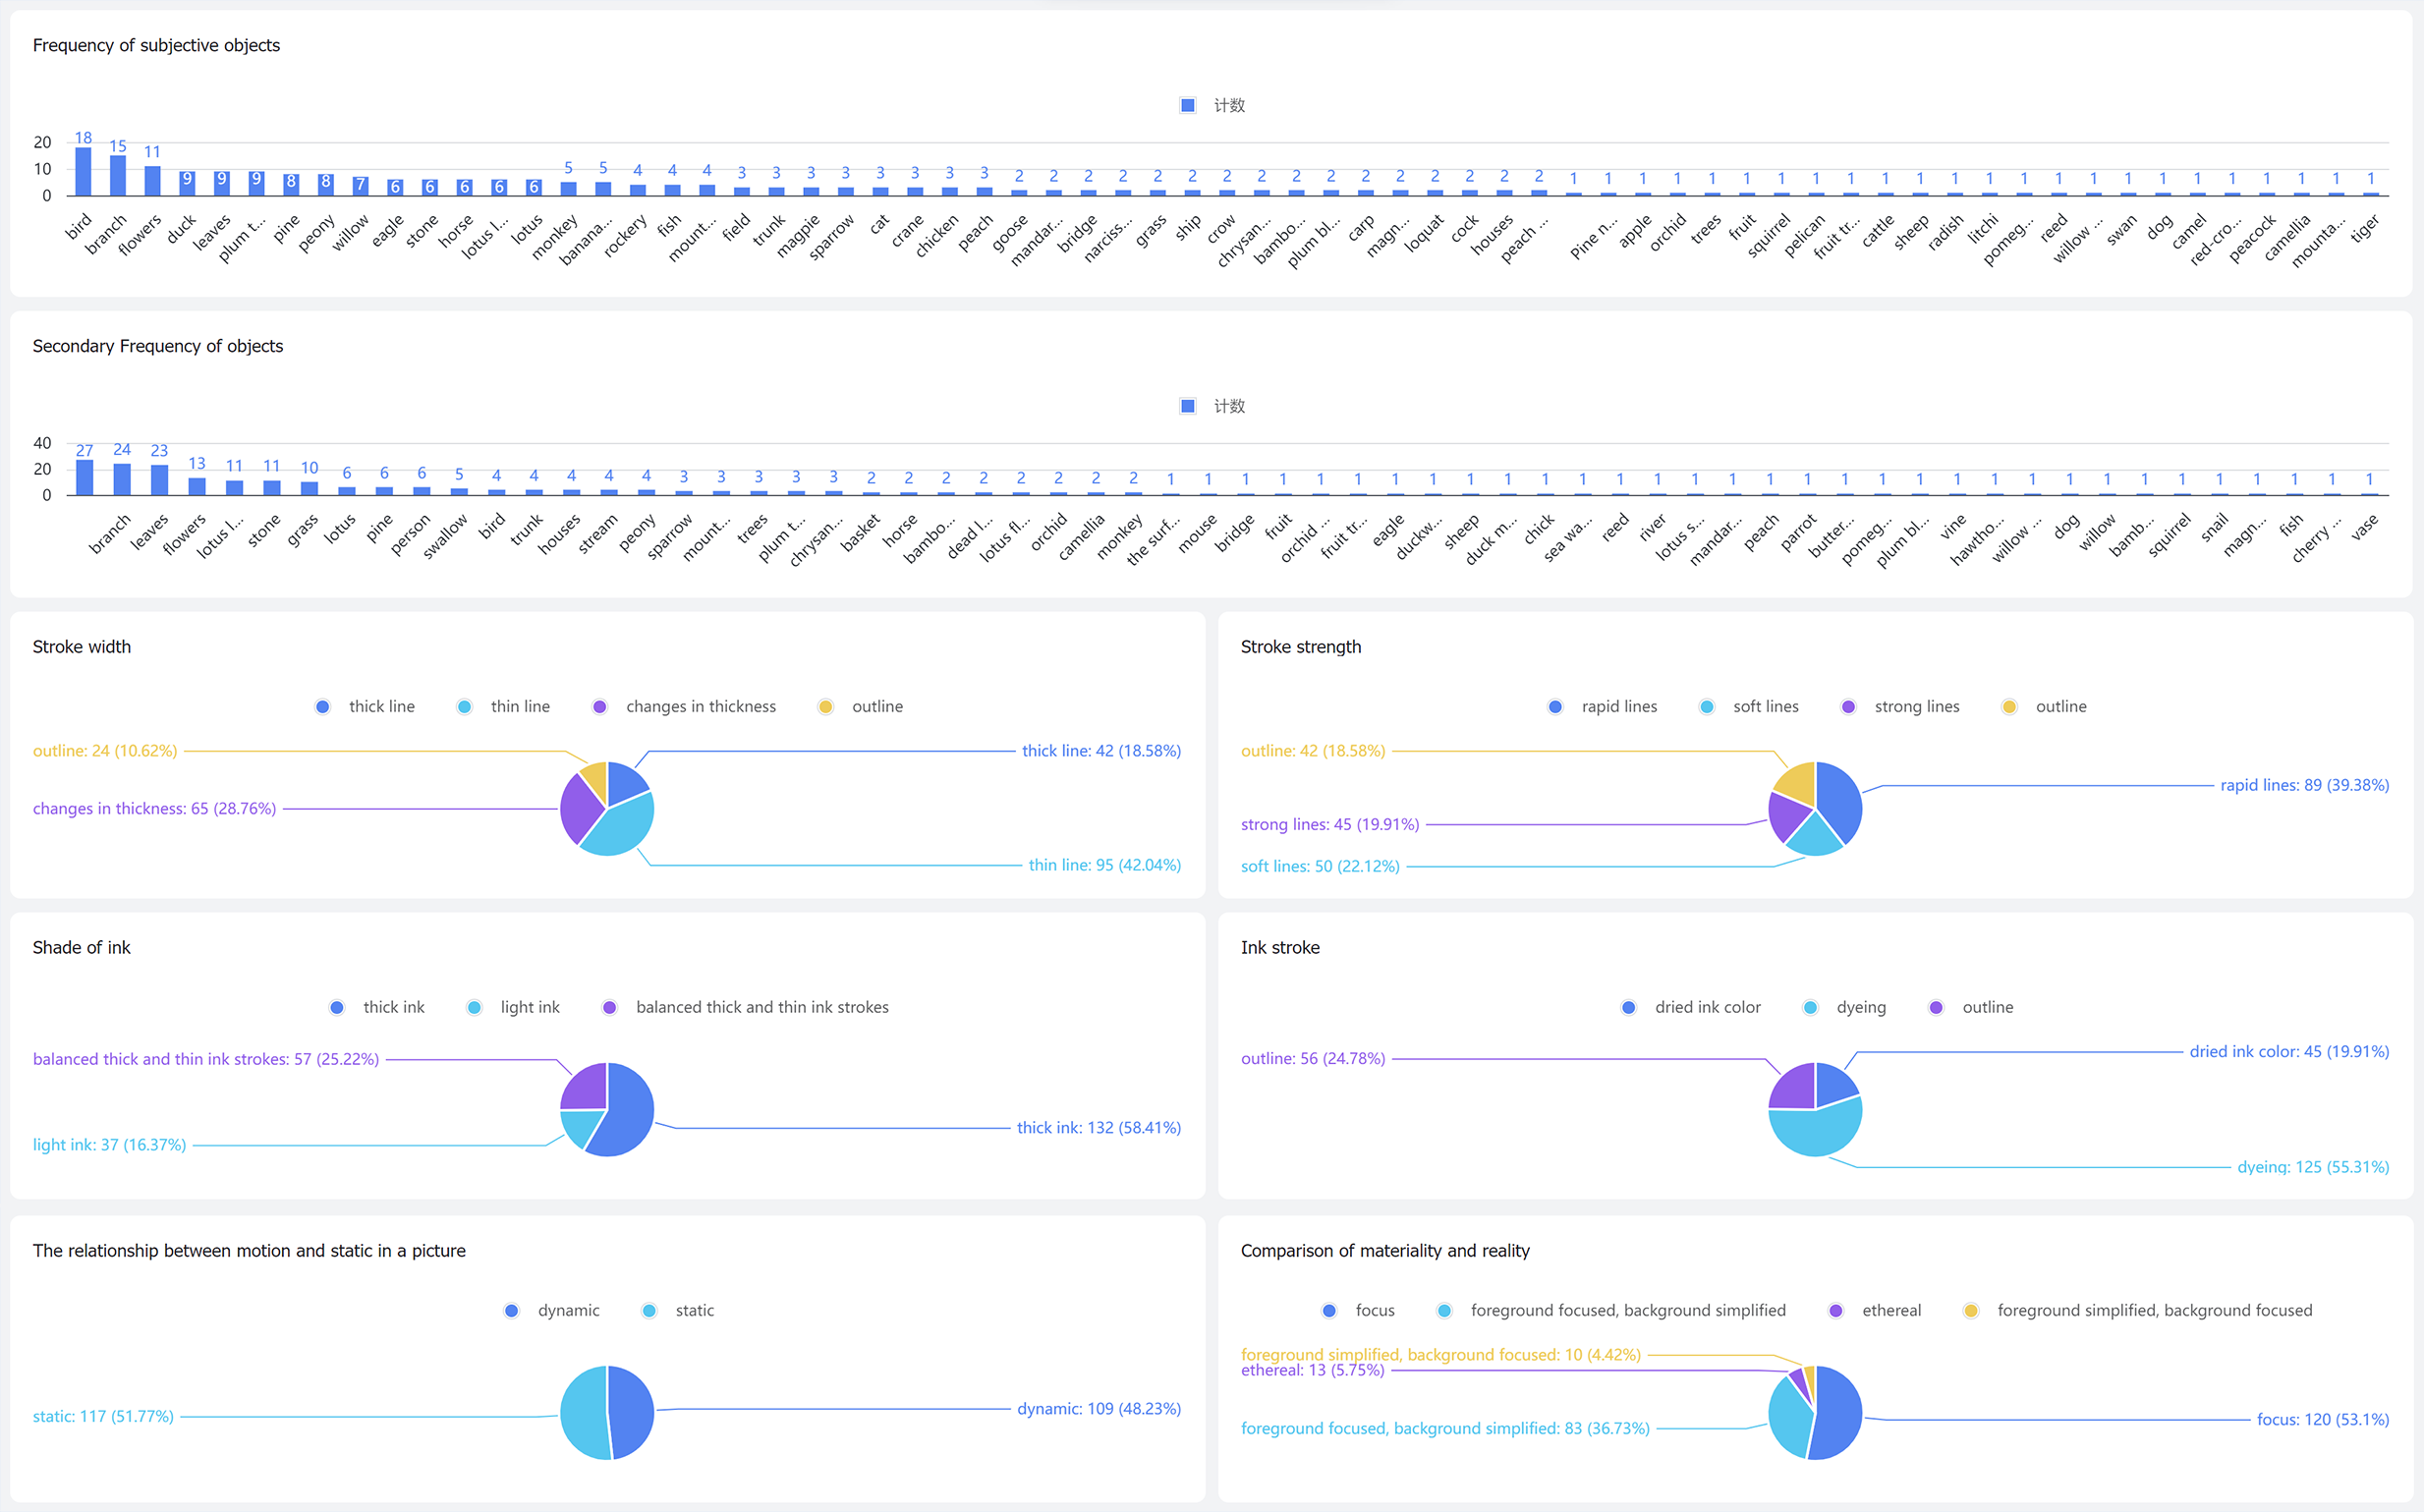 Frequency of subjective objects
计数
20
10
0
18 15 11 9 9 9 8 8 7 6 6 6 6 6 5 5 4 4 4 3 3 3 3 3 3 3 3 2 2 2 2 2 2 2 2 2 2 2 2 2 2 2 2 1 1 1 1 1 1 1 1 1 1 1 1 1 1 1 1 1 1 1 1 1 1 1 1
bird branch flowers duck leaves plum t... pine peony willow eagle stone horse lotus l... lotus monkey banana... rockery fish mount... field trunk magpie sparrow cat crane chicken peach goose mandar... bridge narciss... grass ship crow chrysan... bambo... plum bl... carp magn... loquat cock houses peach ... Pine n... apple orchid trees fruit squirrel pelican fruit tr... cattle sheep radish litchi pomeg... reed willow ... swan dog camel red-cro... peacock camellia mounta... tiger
Secondary Frequency of objects
计数
40
20
0
27 24 23 13 11 11 10 6 6 6 5 4 4 4 4 4 3 3 3 3 3 2 2 2 2 2 2 2 2 1 1 1 1 1 1 1 1 1 1 1 1 1 1 1 1 1 1 1 1 1 1 1 1 1 1 1 1 1 1 1 1 1
branch leaves flowers lotus l... stone grass lotus pine person swallow bird trunk houses stream peony sparrow mount... trees plum t... chrysan... basket horse bambo... dead l... lotus fl... orchid camellia monkey the surf... mouse bridge fruit orchid ... fruit tr... eagle duckw... sheep duck m... chick sea wa... reed river lotus s... mandar... peach parrot butter... pomeg... plum bl... vine hawtho... willow ... dog willow bamb... squirrel snail magn... fish cherry ... vase
Stroke width
thick line thin line changes in thickness outline
outline: 24 (10.62%)
thick line: 42 (18.58%)
changes in thickness: 65 (28.76%)
thin line: 95 (42.04%)
Stroke strength
rapid lines soft lines strong lines outline
outline: 42 (18.58%)
rapid lines: 89 (39.38%)
strong lines: 45 (19.91%)
soft lines: 50 (22.12%)
Shade of ink
thick ink light ink balanced thick and thin ink strokes
balanced thick and thin ink strokes: 57 (25.22%)
thick ink: 132 (58.41%)
light ink: 37 (16.37%)
Ink stroke
dried ink color dyeing outline
outline: 56 (24.78%)
dried ink color: 45 (19.91%)
dyeing: 125 (55.31%)
The relationship between motion and static in a picture
dynamic static
static: 117 (51.77%)
dynamic: 109 (48.23%)
Comparison of materiality and reality
focus foreground focused, background simplified ethereal foreground simplified, background focused
foreground simplified, background focused: 10 (4.42%)
ethereal: 13 (5.75%)
foreground focused, background simplified: 83 (36.73%)
focus: 120 (53.1%)